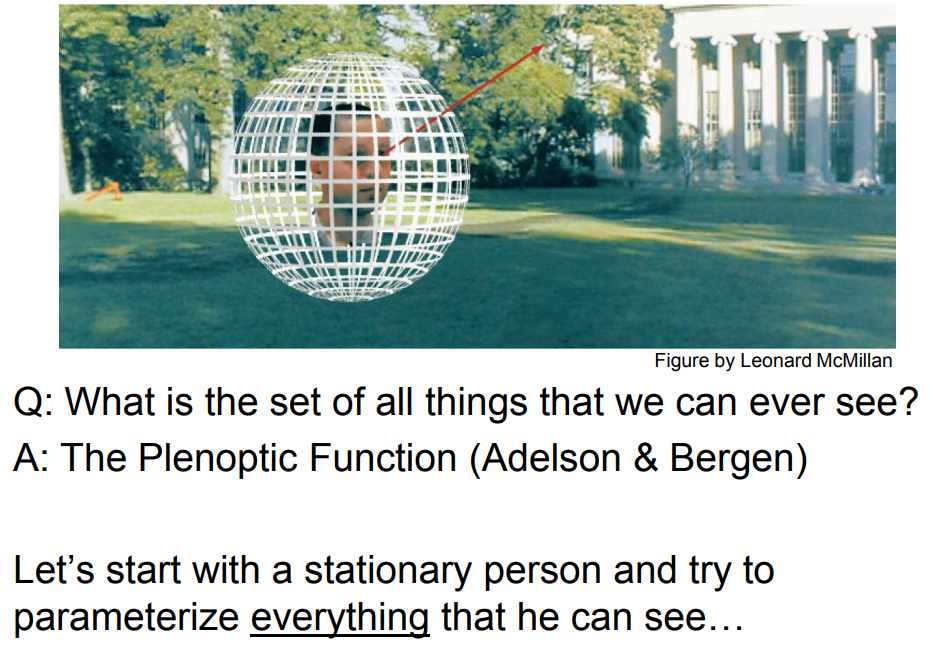 Figure by Leonard McMillan
Q: What is the set of all things that we can ever see?
A: The Plenoptic Function (Adelson & Bergen)
Let’s start with a stationary person and try to
parameterize everything that he can see…